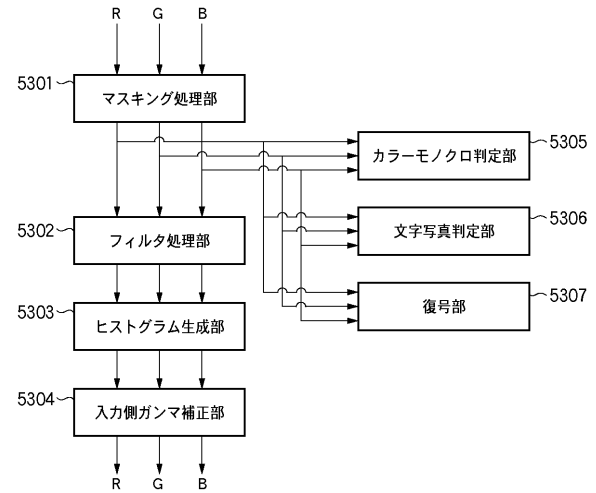 R G B
5301 マスキング処理部
カラーモノクロ判定部 5305
文字写真判定部 5306
5302 フィルタ処理部
復号部 5307
5303 ヒストグラム生成部
5304 入力側ガンマ補正部
R G B